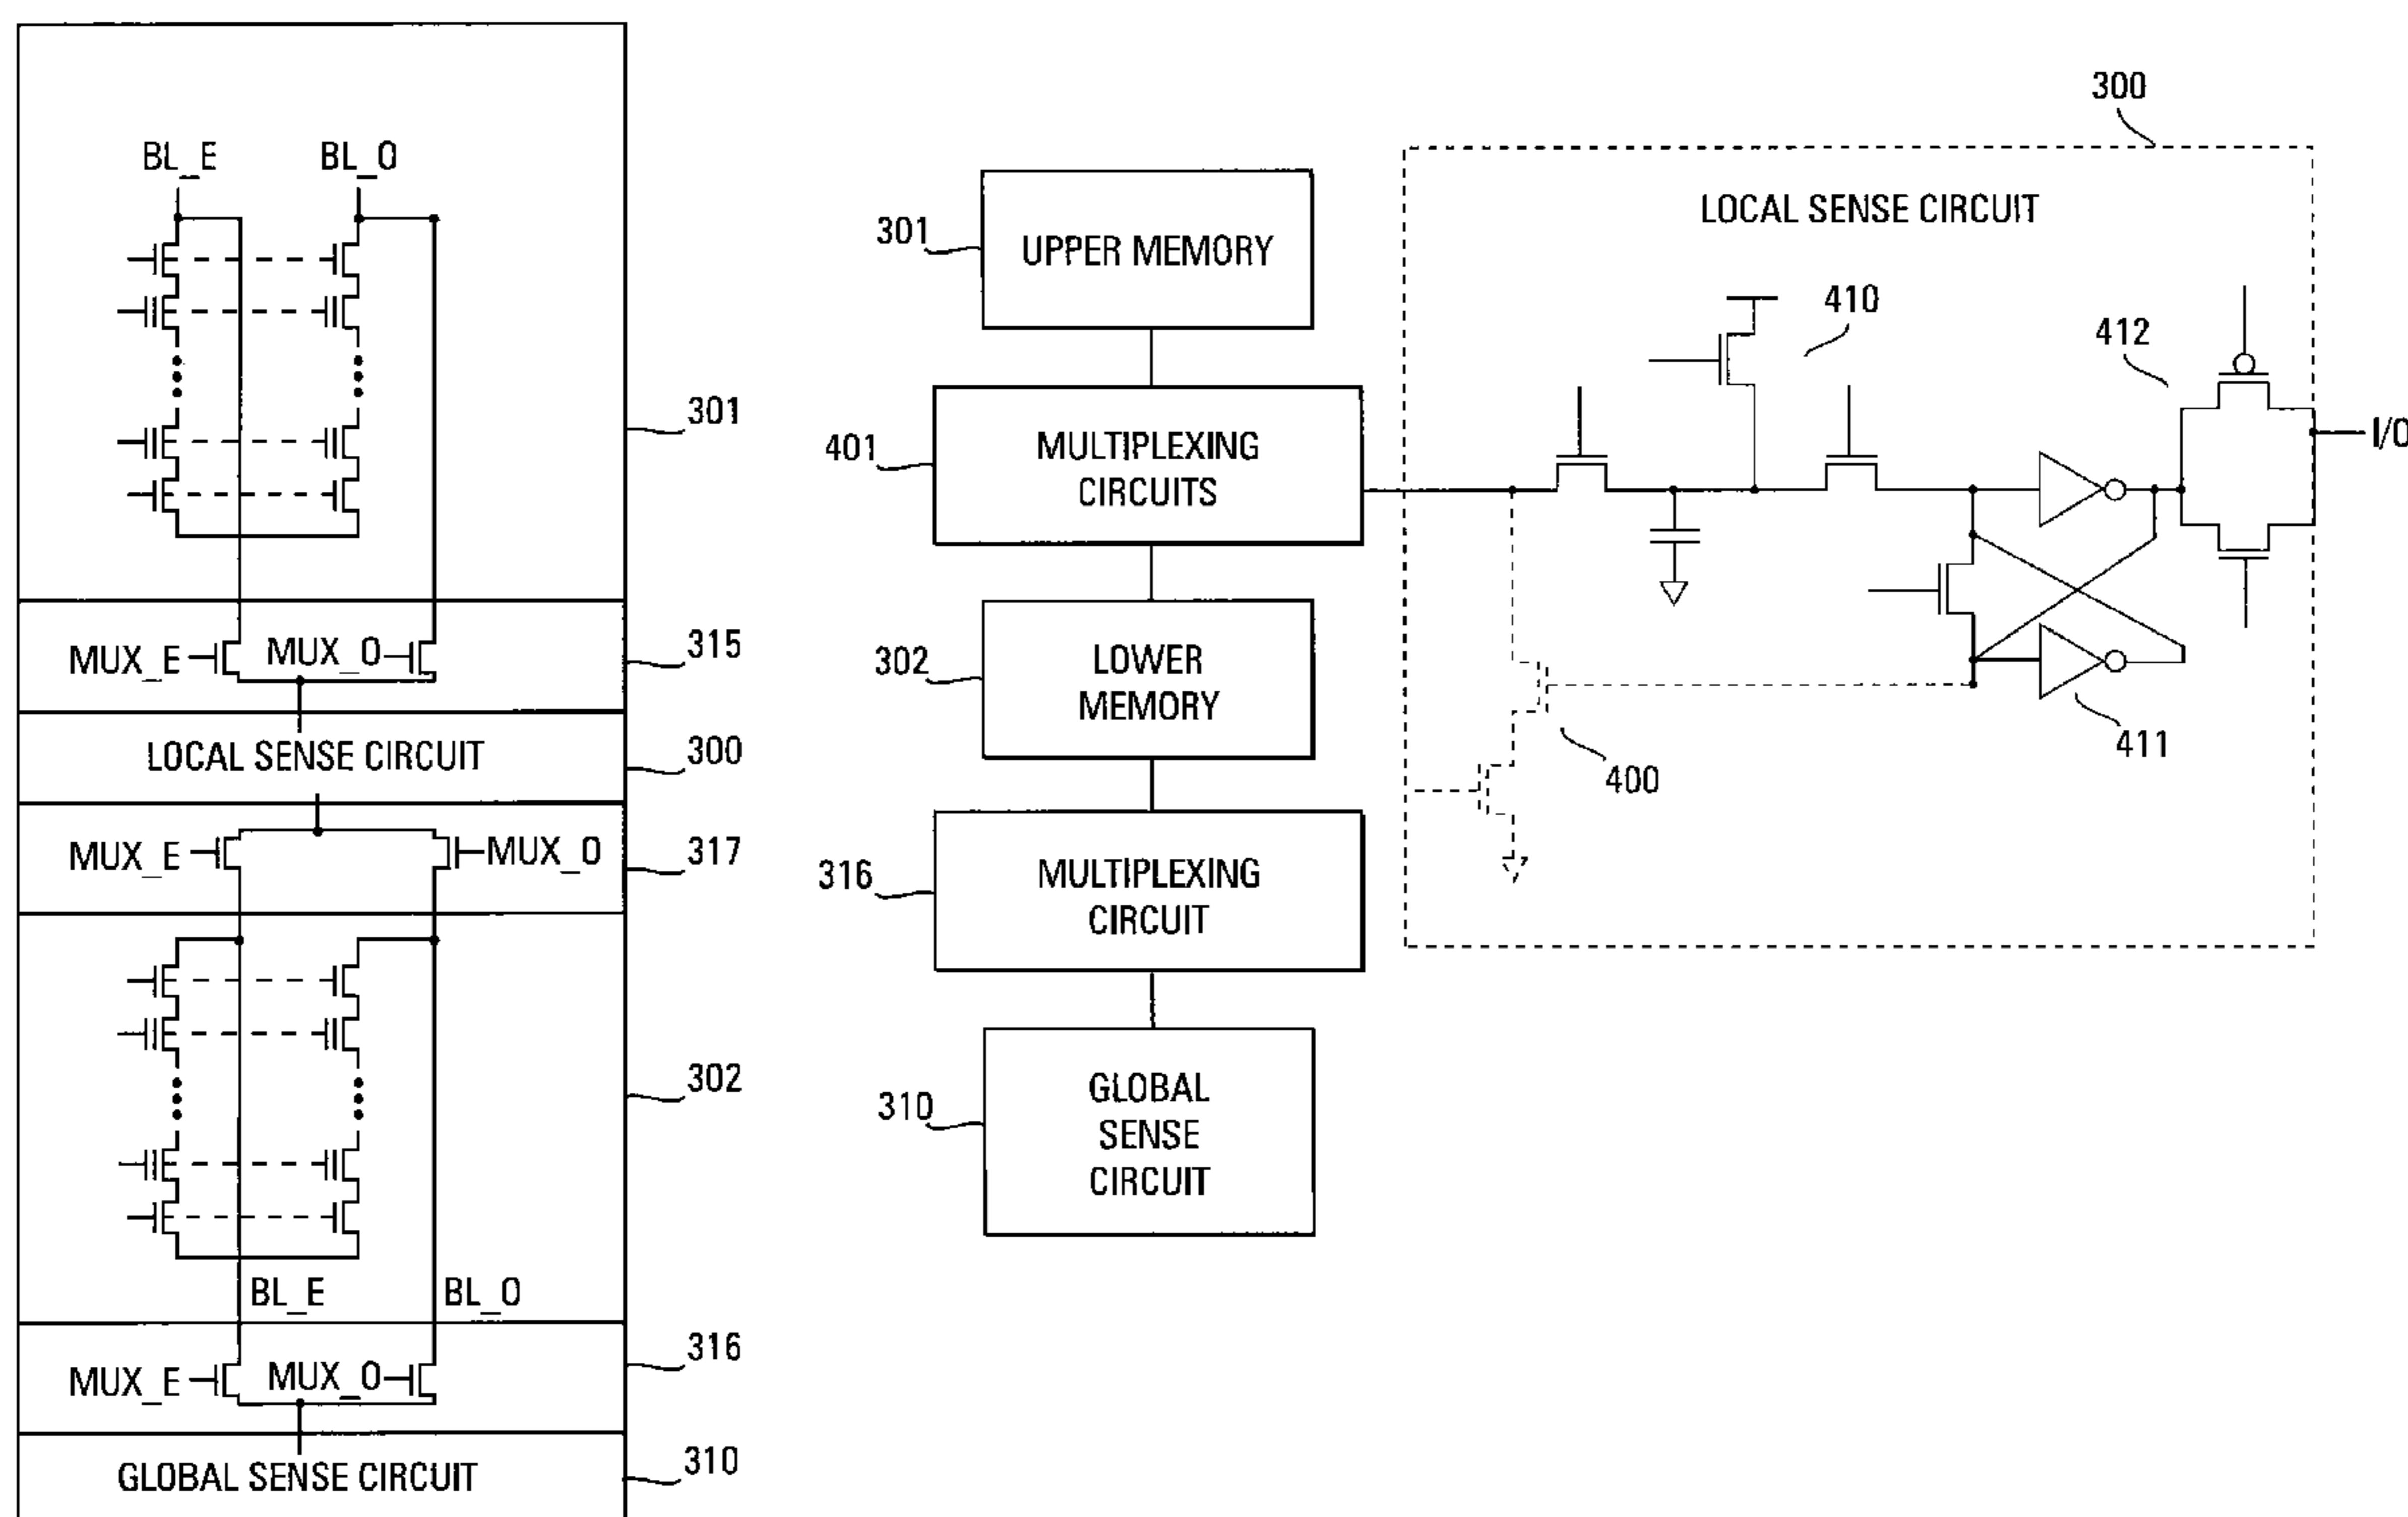 BL_E BL_O
301
MUX_E MUX_O
315
LOCAL SENSE CIRCUIT
300
MUX_E MUX_O
317
302
BL_E BL_O
MUX_E MUX_O
316
GLOBAL SENSE CIRCUIT
310
301
UPPER MEMORY
401
MULTIPLEXING
CIRCUITS
302
LOWER
MEMORY
316
MULTIPLEXING
CIRCUIT
310
GLOBAL
SENSE
CIRCUIT
300
LOCAL SENSE CIRCUIT
410
412
I/O
400
411